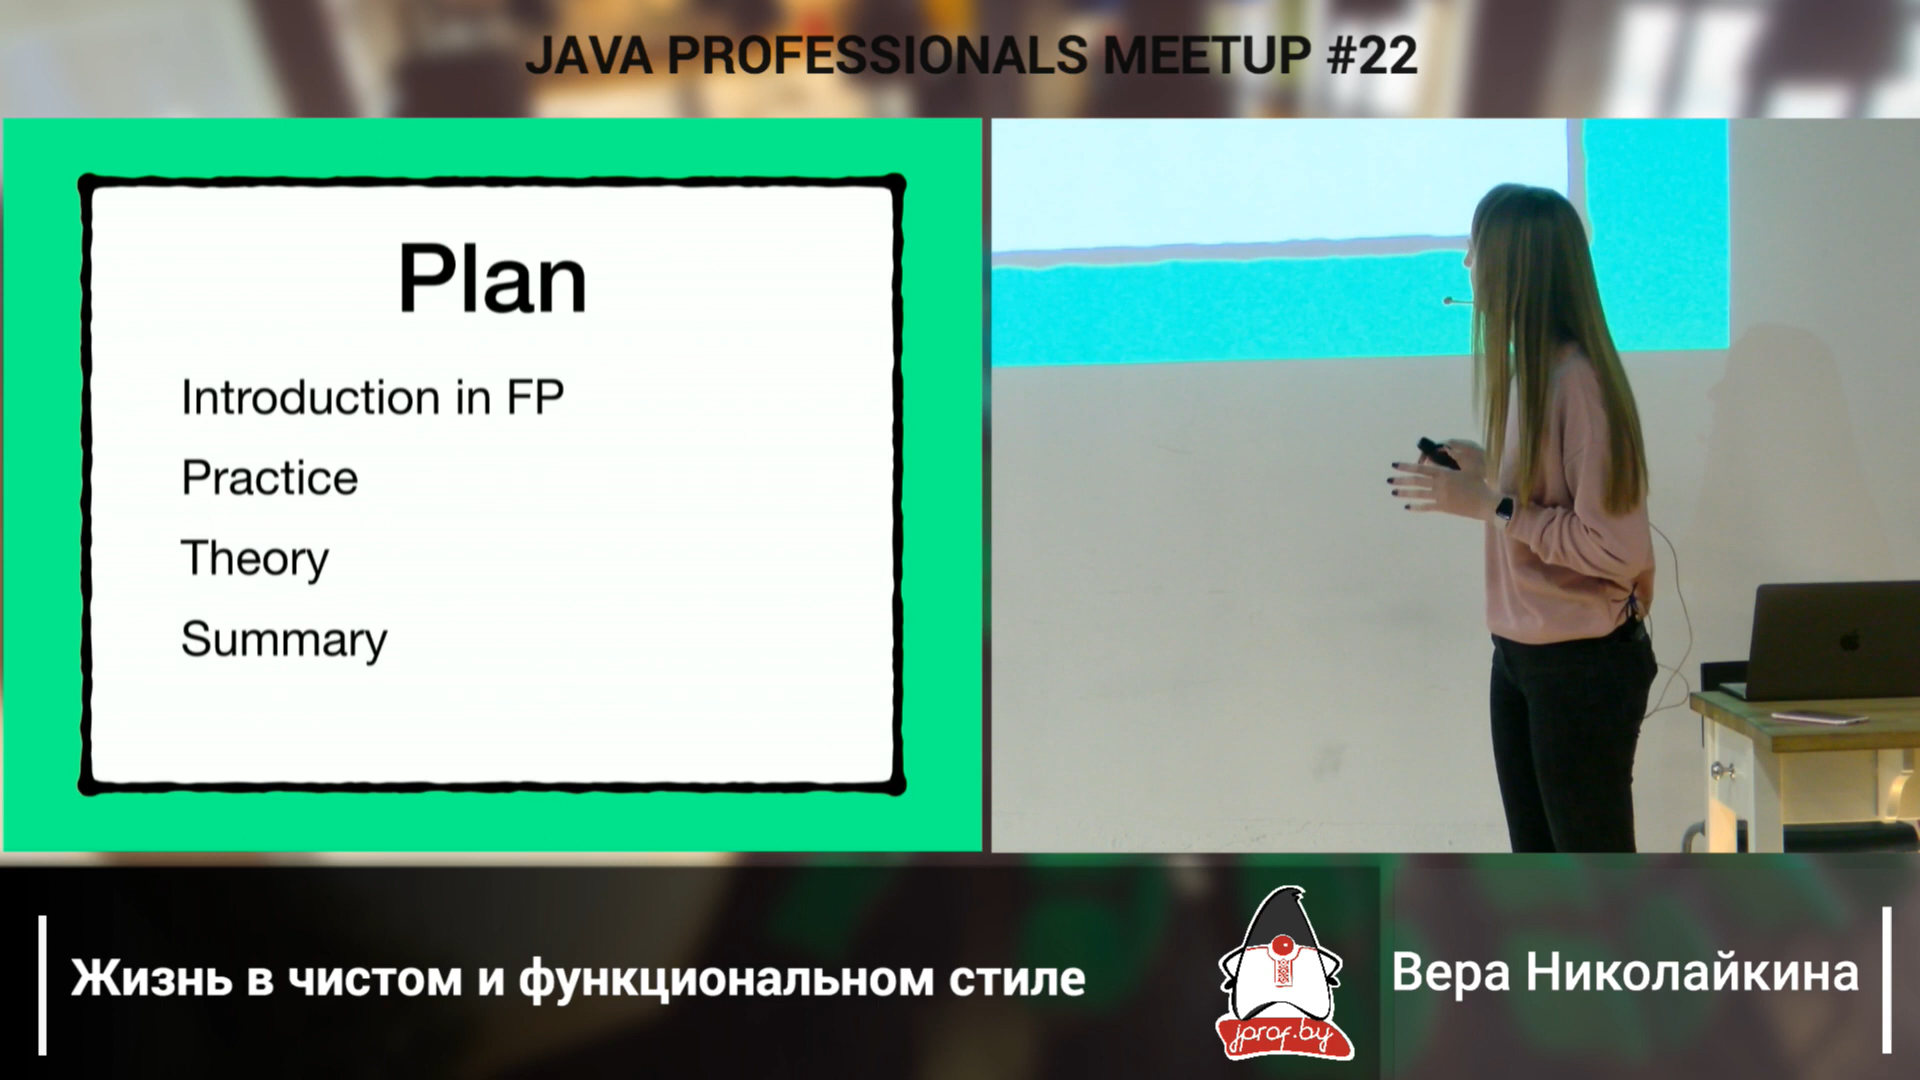 JAVA PROFESSIONALS MEETUP #22
Plan
Introduction in FP
Practice
Theory
Summary
Жизнь в чистом и функциональном стиле
jprof.by
Вера Николайкина